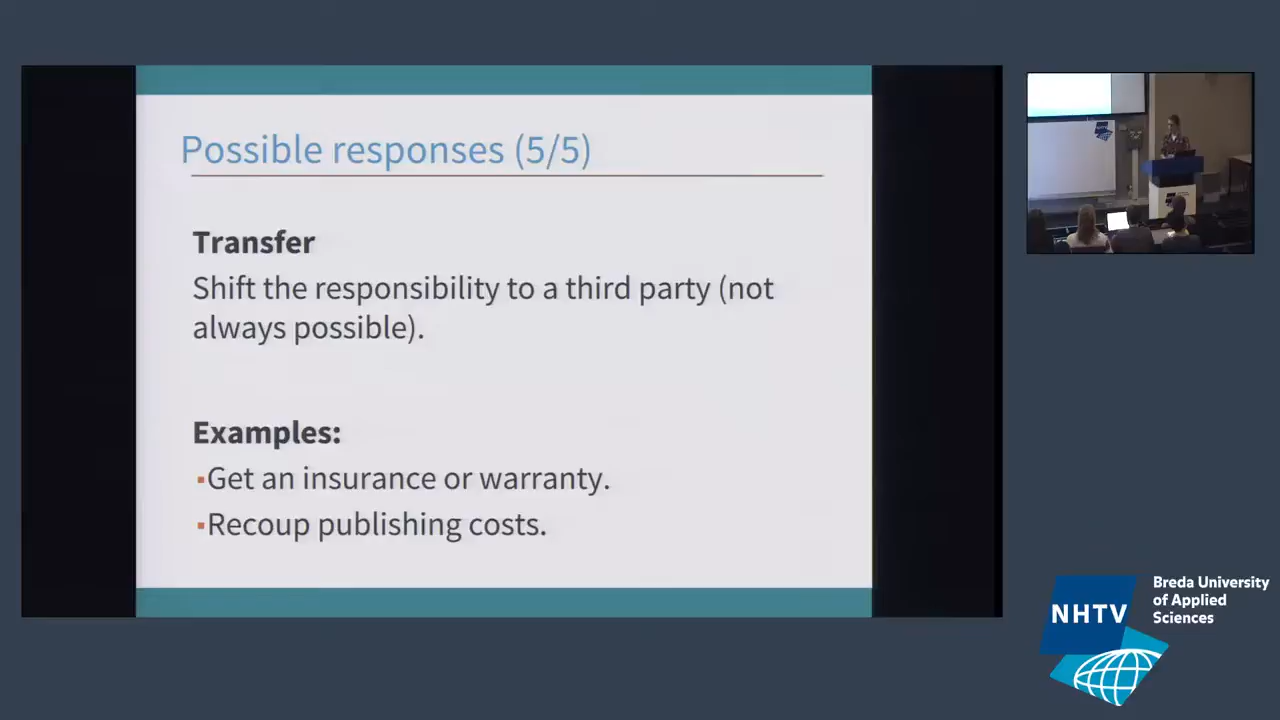 Possible responses (5/5)
Transfer
Shift the responsibility to a third party (not
always possible).
Examples:
▪Get an insurance or warranty.
▪Recoup publishing costs.
NHTV
Breda University
of Applied
Sciences